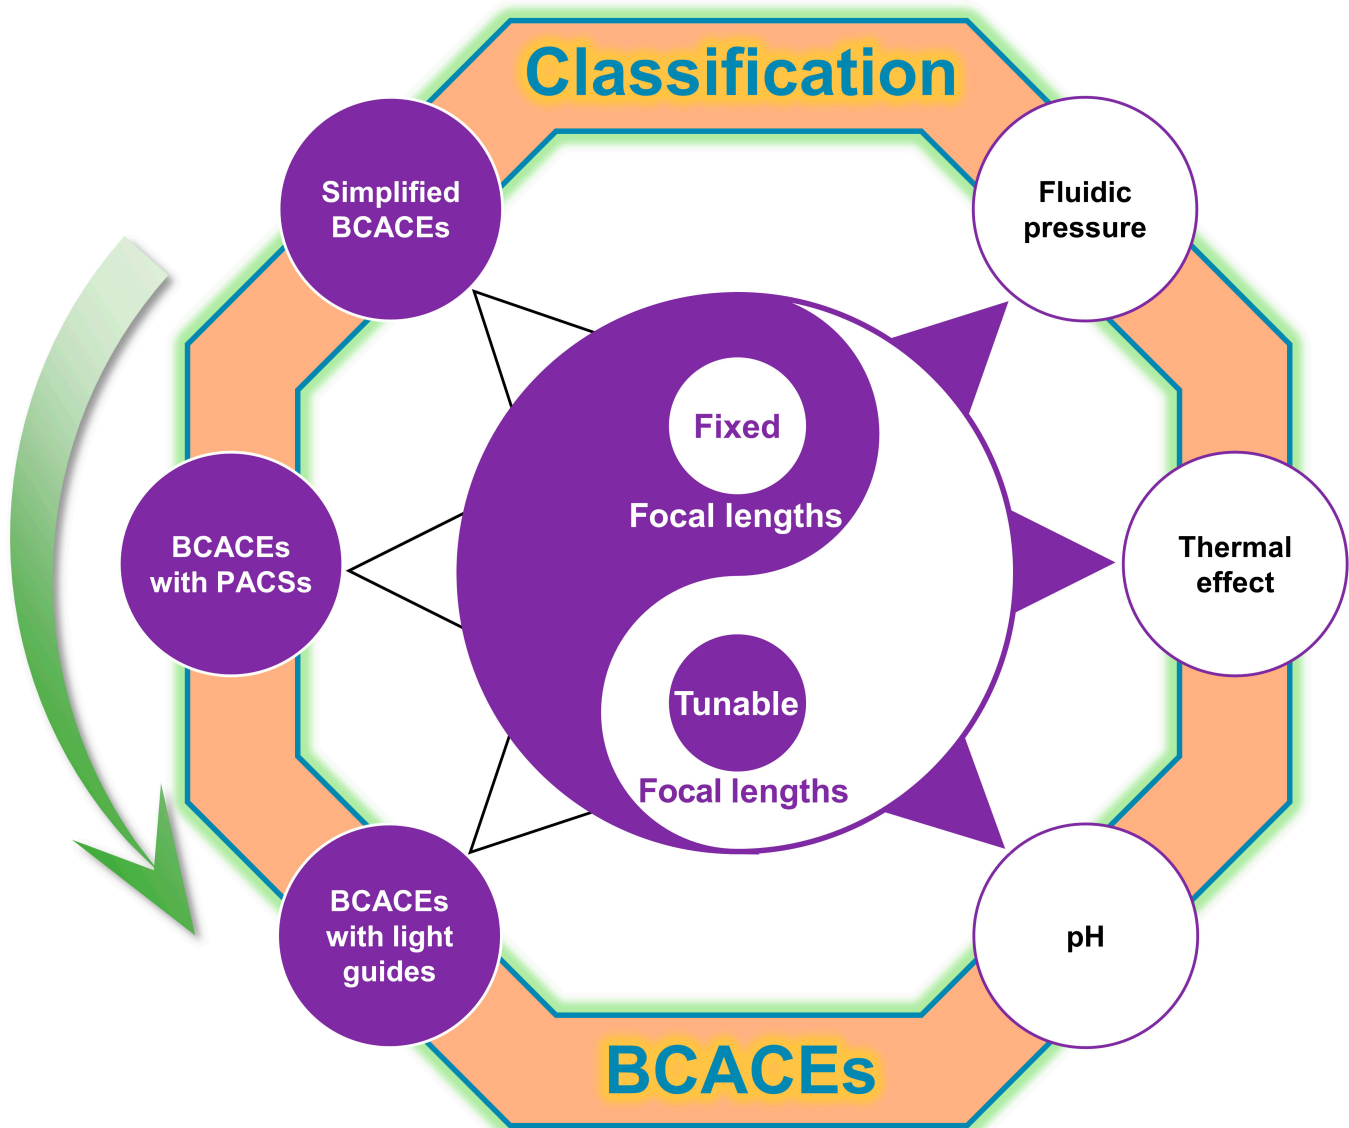 Classification
Simplified
BCACEs
Fluidic
pressure
Fixed
Focal lengths
BCACEs
with PACSs
Thermal
effect
Tunable
Focal lengths
BCACEs
with light
guides
pH
BCACEs